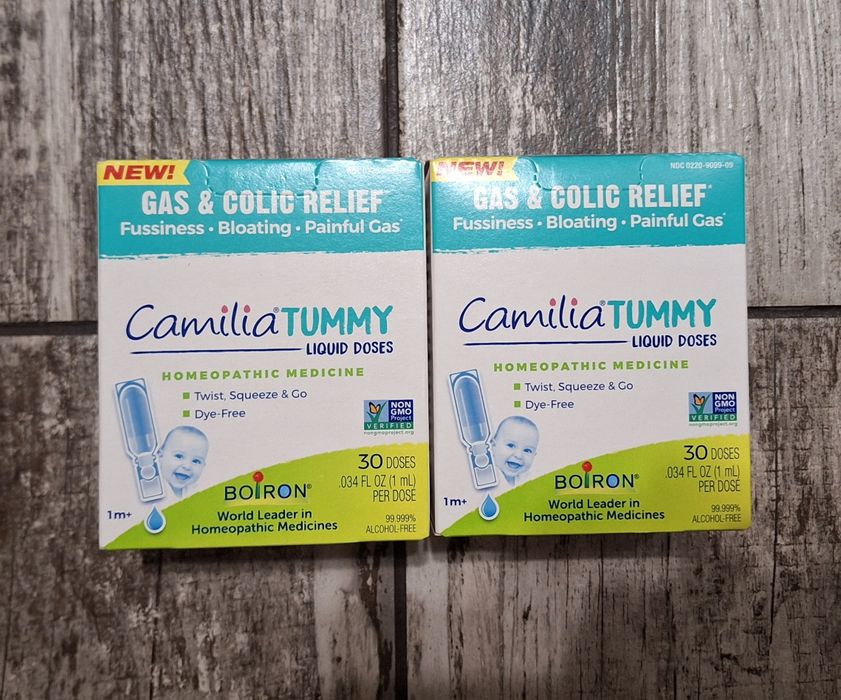 NEW!
GAS & COLIC RELIEF*
Fussiness • Bloating • Painful Gas*
Camilia® TUMMY
LIQUID DOSES
HOMEOPATHIC MEDICINE
Twist, Squeeze & Go
Dye-Free
NON
GMO
Project
VERIFIED
nongmoproject.org
30 DOSES
.034 FL OZ (1 mL)
PER DOSE
BOIRON®
World Leader in
Homeopathic Medicines
1m+
99.999%
ALCOHOL-FREE
NEW!
NDC 0220-9099-09
GAS & COLIC RELIEF*
Fussiness • Bloating • Painful Gas*
Camilia® TUMMY
LIQUID DOSES
HOMEOPATHIC MEDICINE
Twist, Squeeze & Go
Dye-Free
NON
GMO
Project
VERIFIED
nongmoproject.org
30 DOSES
.034 FL OZ (1 mL)
PER DOSE
BOIRON®
World Leader in
Homeopathic Medicines
1m+
99.999%
ALCOHOL-FREE